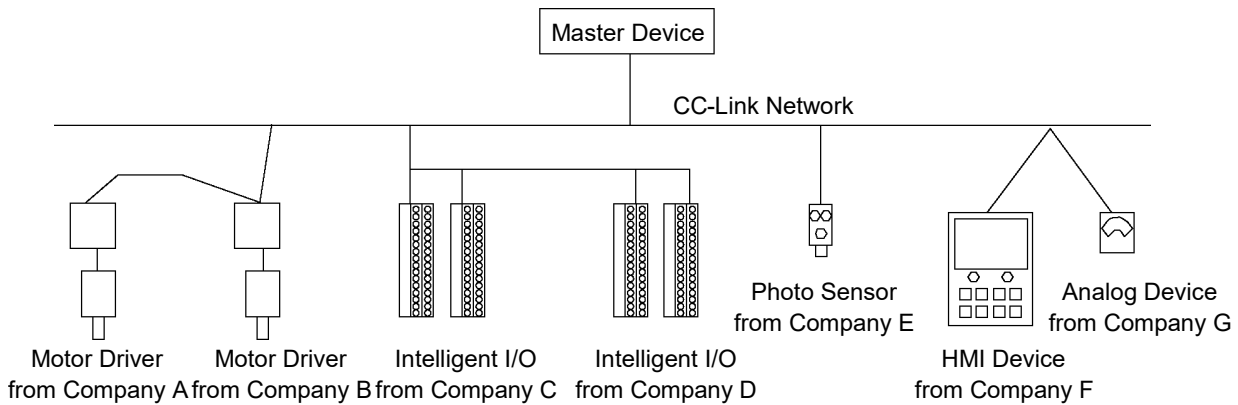 Master Device
CC-Link Network
Photo Sensor
from Company E
Analog Device
from Company G
Motor Driver
from Company A
Motor Driver
from Company B
Intelligent I/O
from Company C
Intelligent I/O
from Company D
HMI Device
from Company F